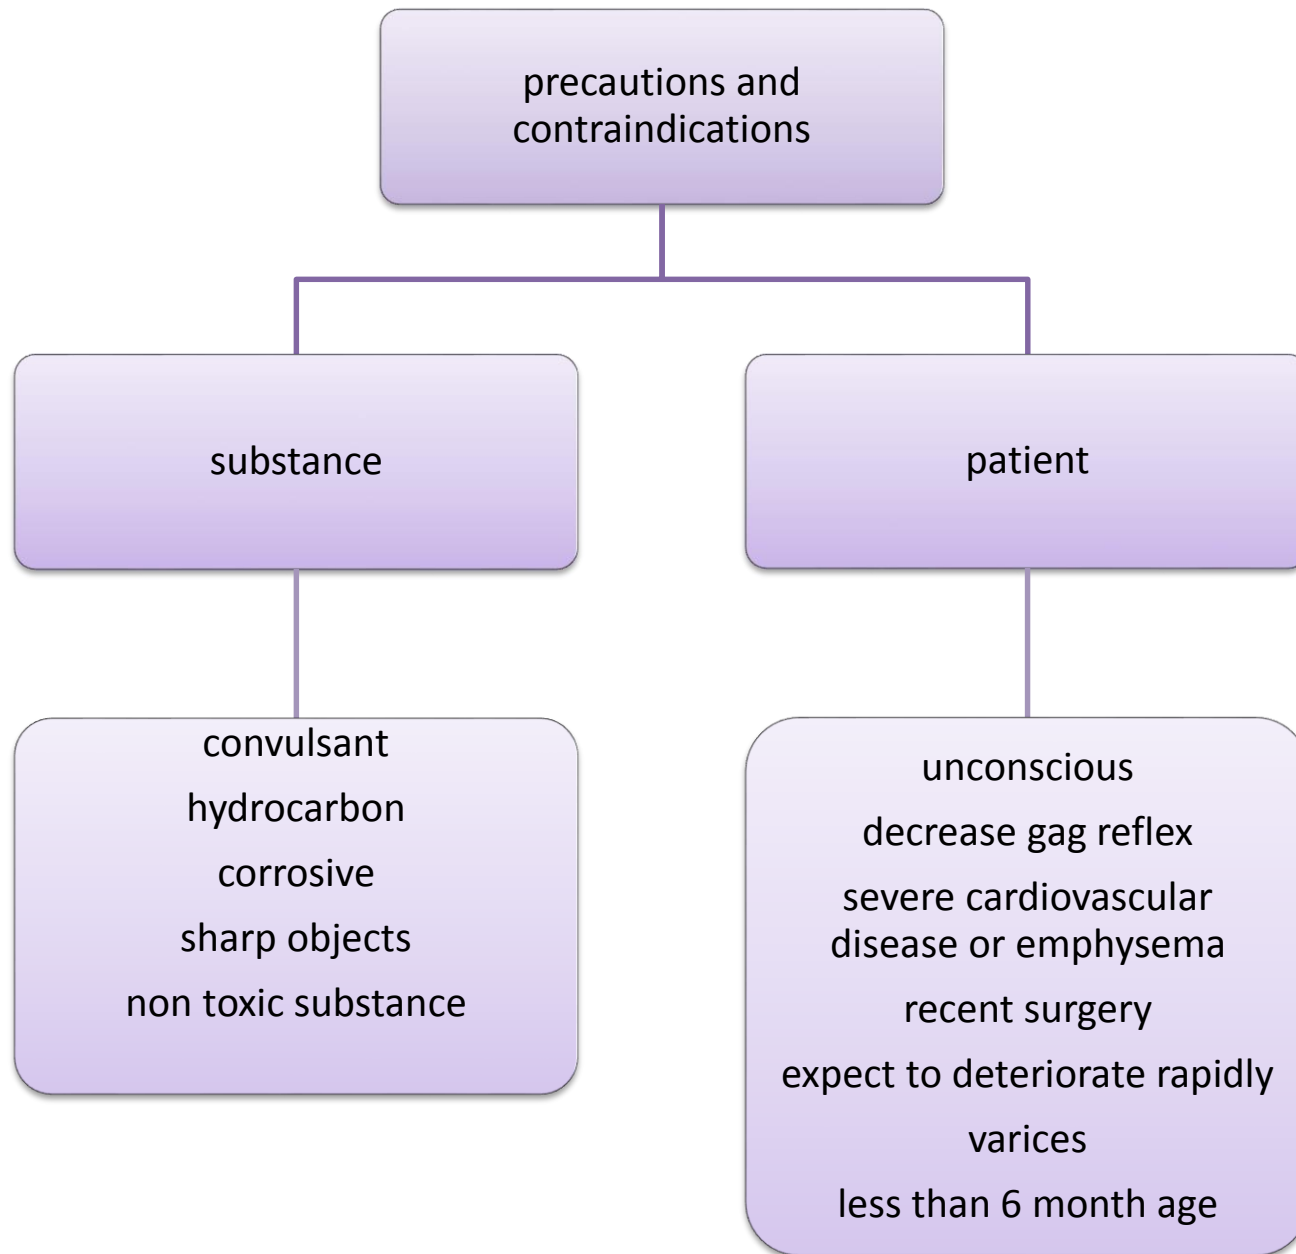 precautions and
contraindications
substance
patient
convulsant
hydrocarbon
corrosive
sharp objects
non toxic substance
unconscious
decrease gag reflex
severe cardiovascular
disease or emphysema
recent surgery
expect to deteriorate rapidly
varices
less than 6 month age